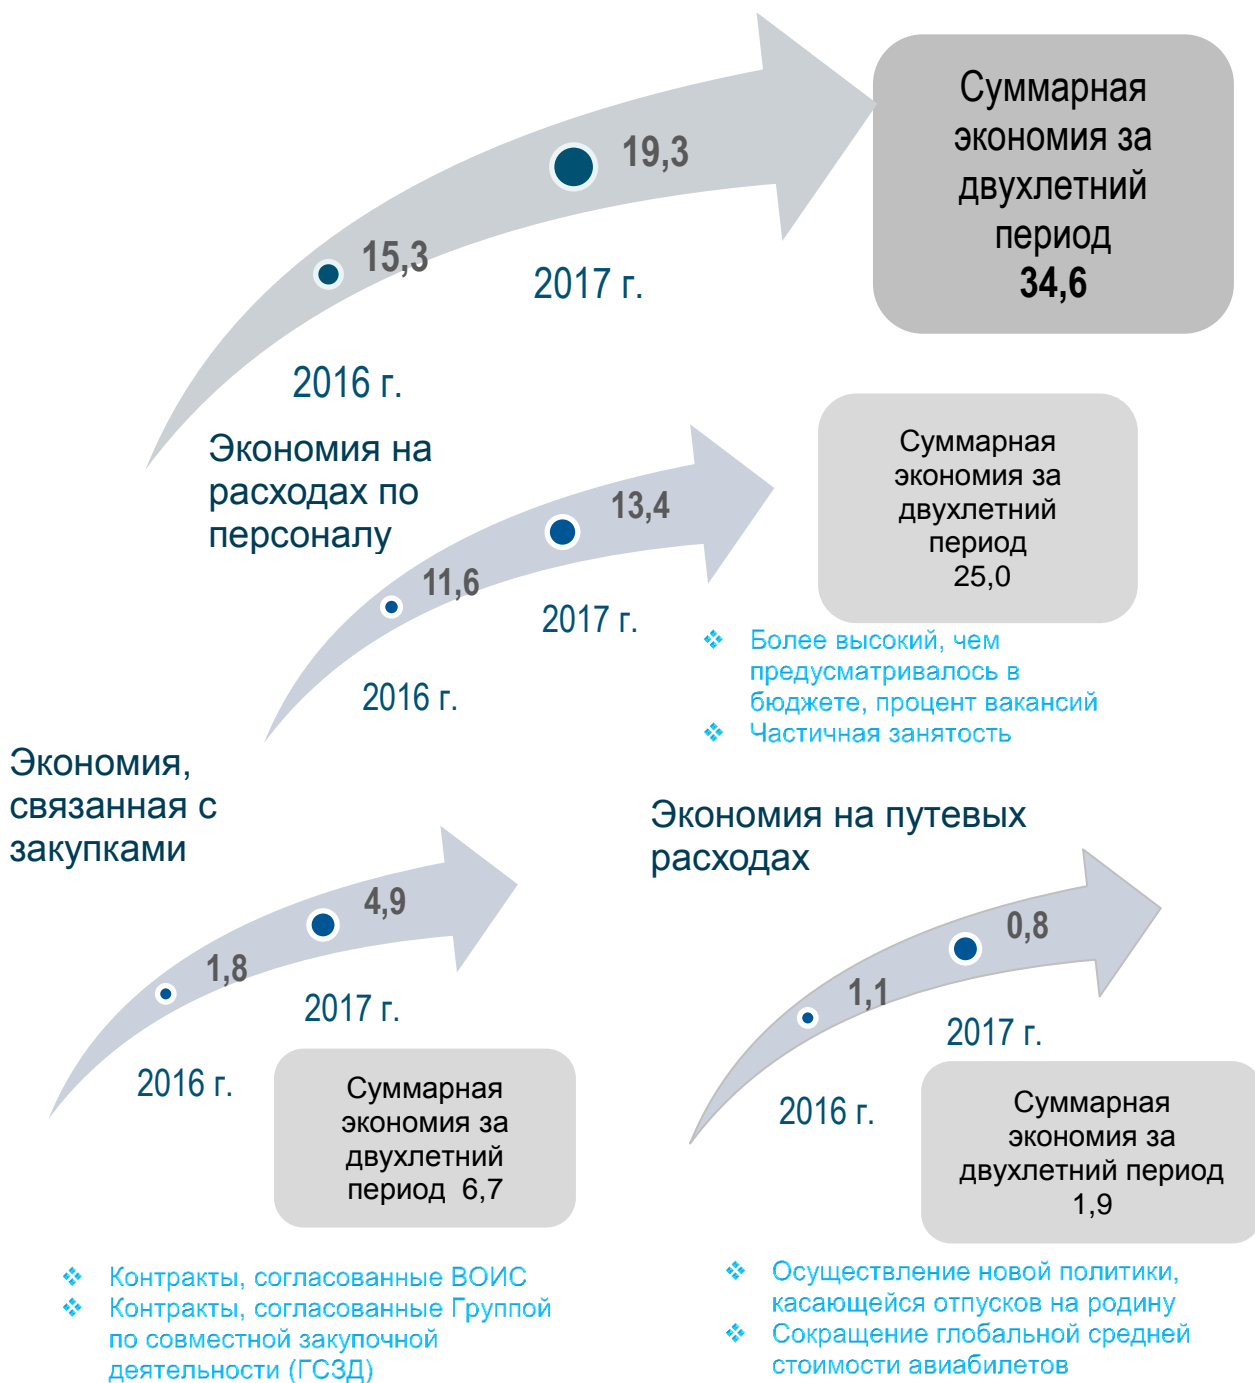 Суммарная
экономия за
двухлетний
период
34,6
19,3
15,3
2017 г.
2016 г.
Экономия на
расходах по
персоналу
Суммарная
экономия за
двухлетний
период
25,0
13,4
11,6
2017 г.
2016 г.
❖ Более высокий, чем
предусматривалось в
бюджете, процент вакансий
❖ Частичная занятость
Экономия,
связанная с
закупками
4,9
1,8
2017 г.
2016 г.
Суммарная
экономия за
двухлетний
период 6,7
❖ Контракты, согласованные ВОИС
❖ Контракты, согласованные Группой
по совместной закупочной
деятельности (ГСЗД)
Экономия на путевых
расходах
0,8
1,1
2017 г.
2016 г.
Суммарная
экономия за
двухлетний период
1,9
❖ Осуществление новой политики,
касающейся отпусков на родину
❖ Сокращение глобальной средней
стоимости авиабилетов